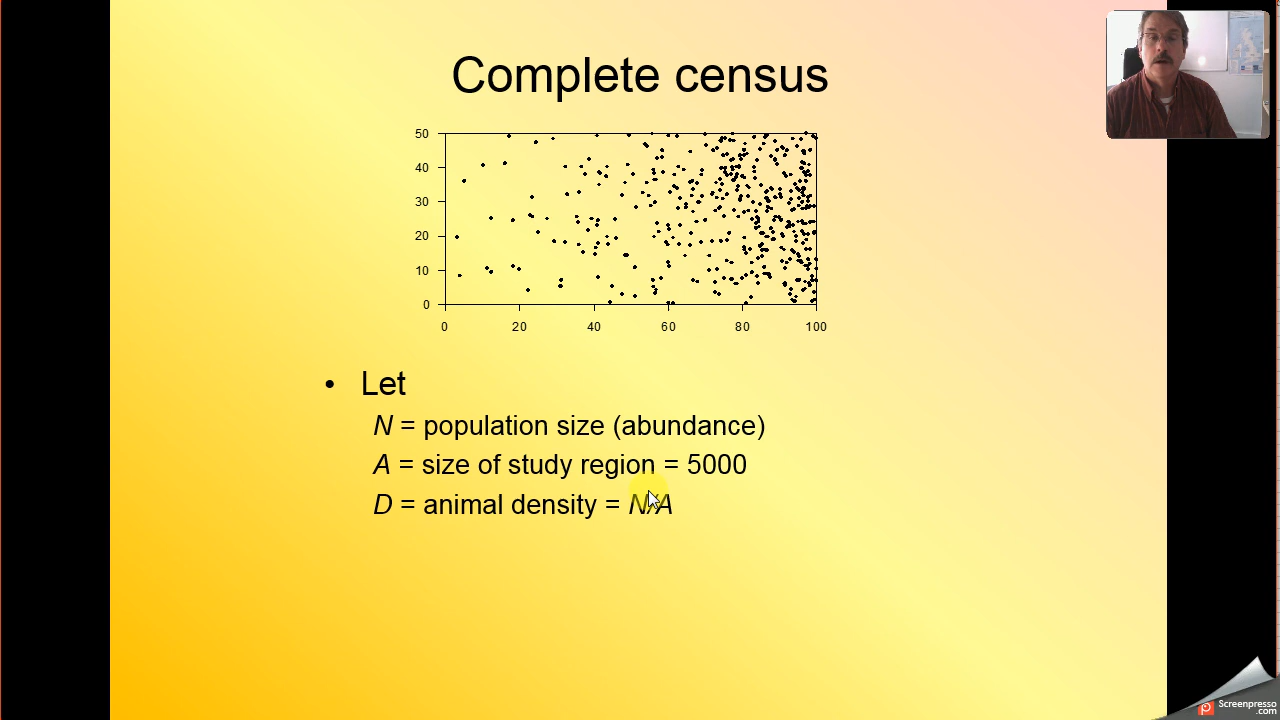 Complete census
50
40
30
20
10
0
0 20 40 60 80 100
• Let
N = population size (abundance)
A = size of study region = 5000
D = animal density = N/A
Screenpresso
.com